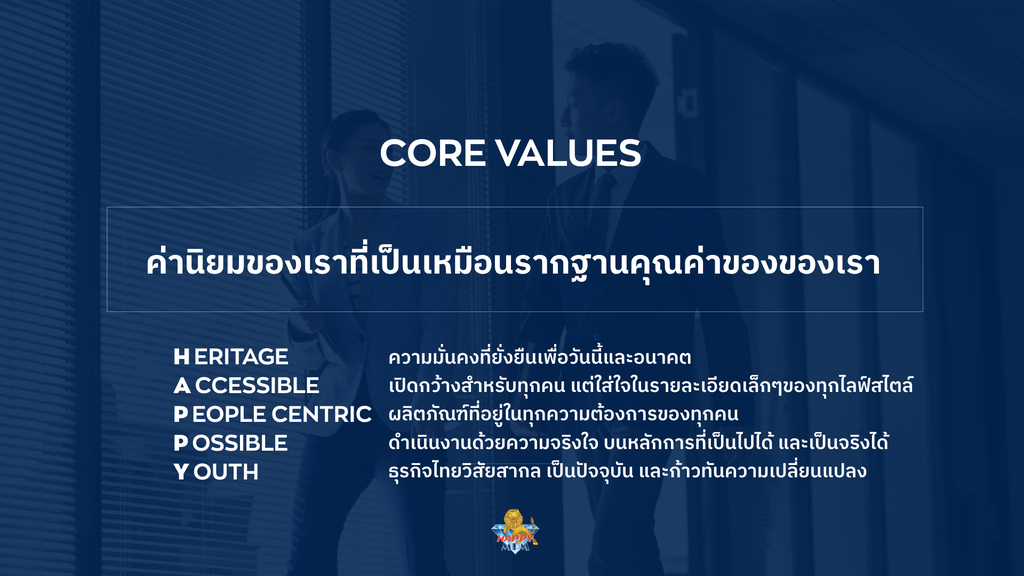 CORE VALUES
ค่านิยมของเราที่เป็นเหมือนรากฐานคุณค่าของของเรา
HERITAGE ความมั่นคงที่ยั่งยืนเพื่อวันนี้และอนาคต
ACCESSIBLE เปิดกว้างสำหรับทุกคน แต่ใส่ใจในรายละเอียดเล็กๆของทุกไลฟ์สไตล์
PEOPLE CENTRIC ผลิตภัณฑ์ที่อยู่ในทุกความต้องการของทุกคน
POSSIBLE ดำเนินงานด้วยความจริงใจ บนหลักการที่เป็นไปได้ และเป็นจริงได้
YOUTH ธุรกิจไทยวิสัยสากล เป็นปัจจุบัน และก้าวทันความเปลี่ยนแปลง
HAPPY
MLM